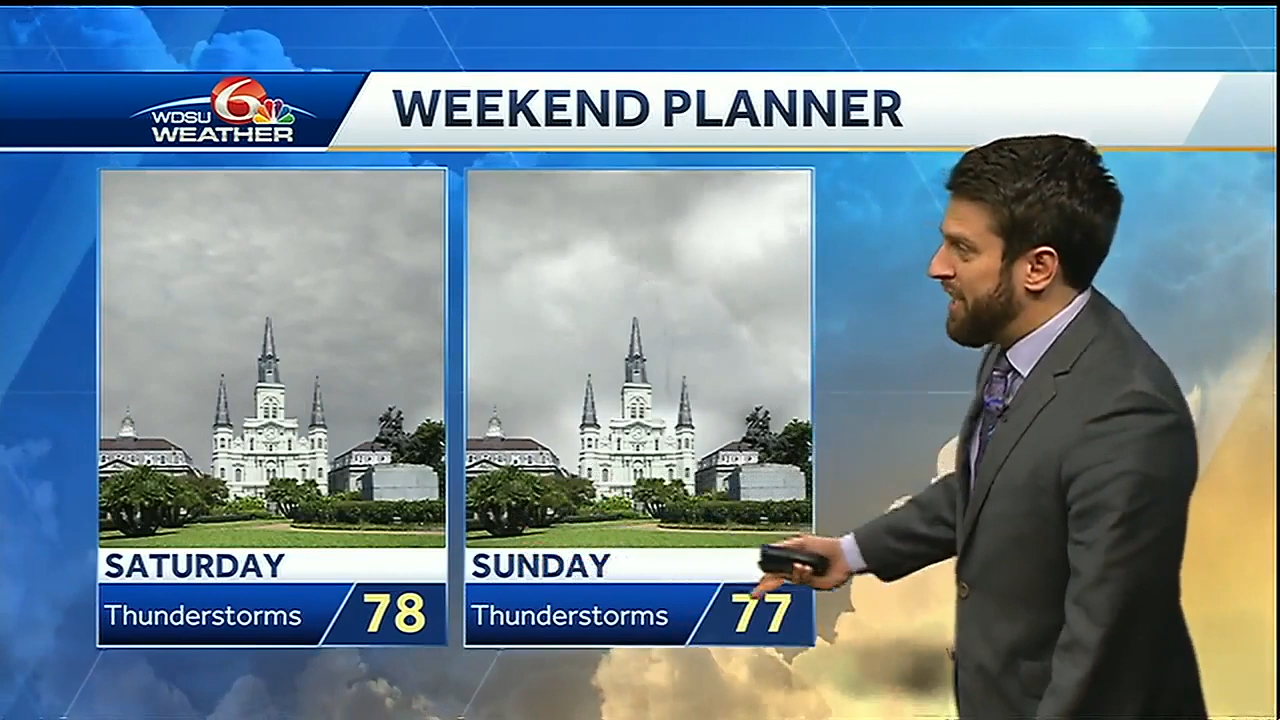 WDSU 6
WEATHER
WEEKEND PLANNER
SATURDAY
Thunderstorms 78
SUNDAY
Thunderstorms 77